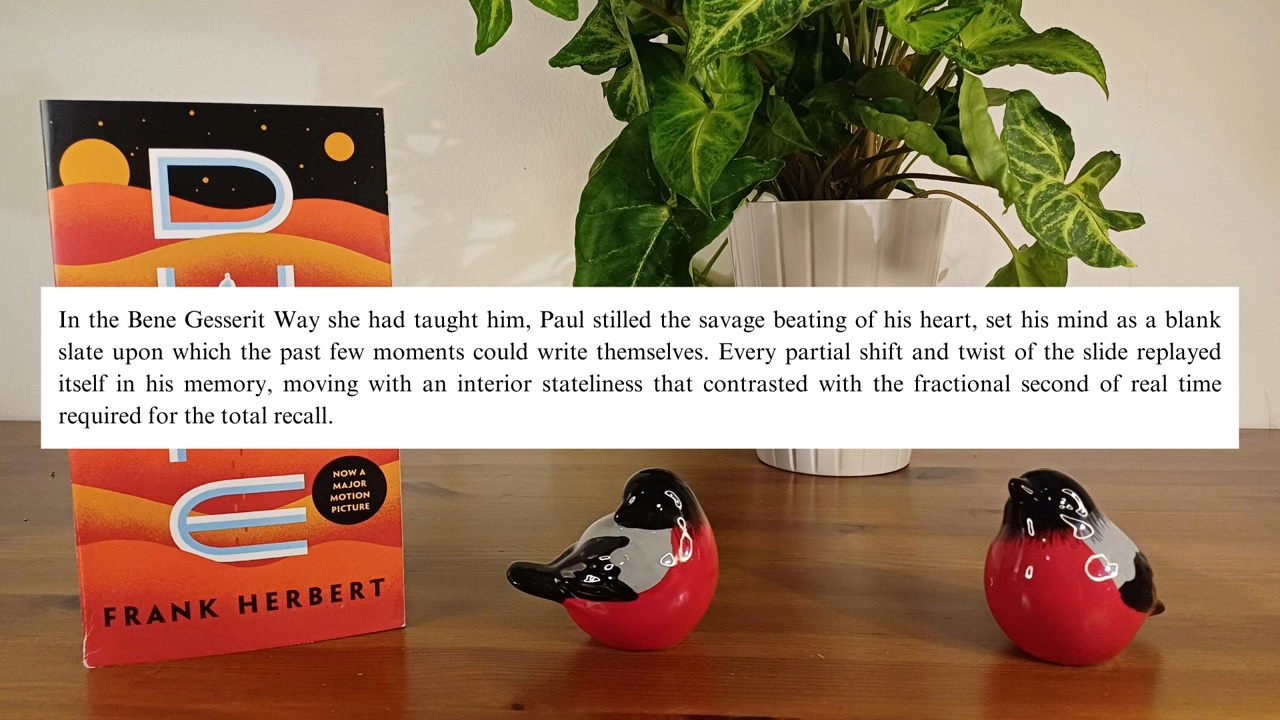 D
In the Bene Gesserit Way she had taught him, Paul stilled the savage beating of his heart, set his mind as a blank
slate upon which the past few moments could write themselves. Every partial shift and twist of the slide replayed
itself in his memory, moving with an interior stateliness that contrasted with the fractional second of real time
required for the total recall.
E
NOW A
MAJOR
MOTION
PICTURE
FRANK HERBERT